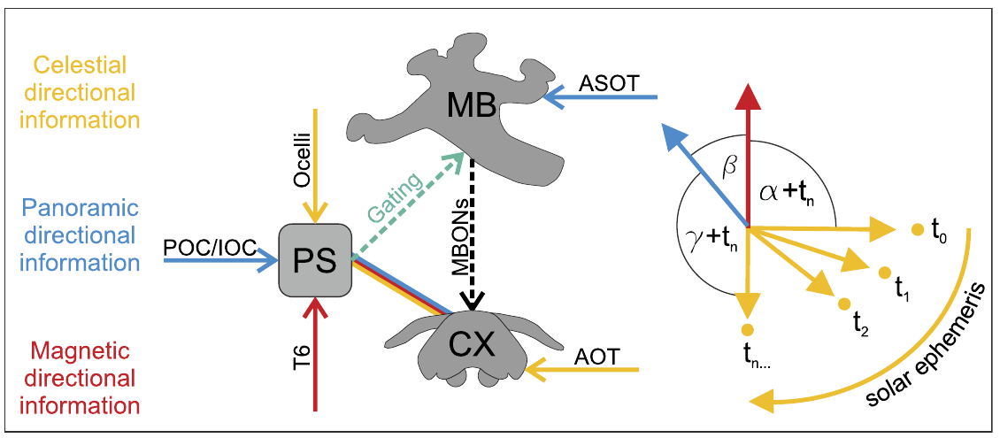 Celestial
directional
information
Panoramic
directional
information
Magnetic
directional
information
Ocelli
POC/IOC
PS
T6
Gating
MBONs
MB
ASOT
CX
AOT
β
α+tn
γ+tn
t0
t1
t2
tn...
solar ephemeris